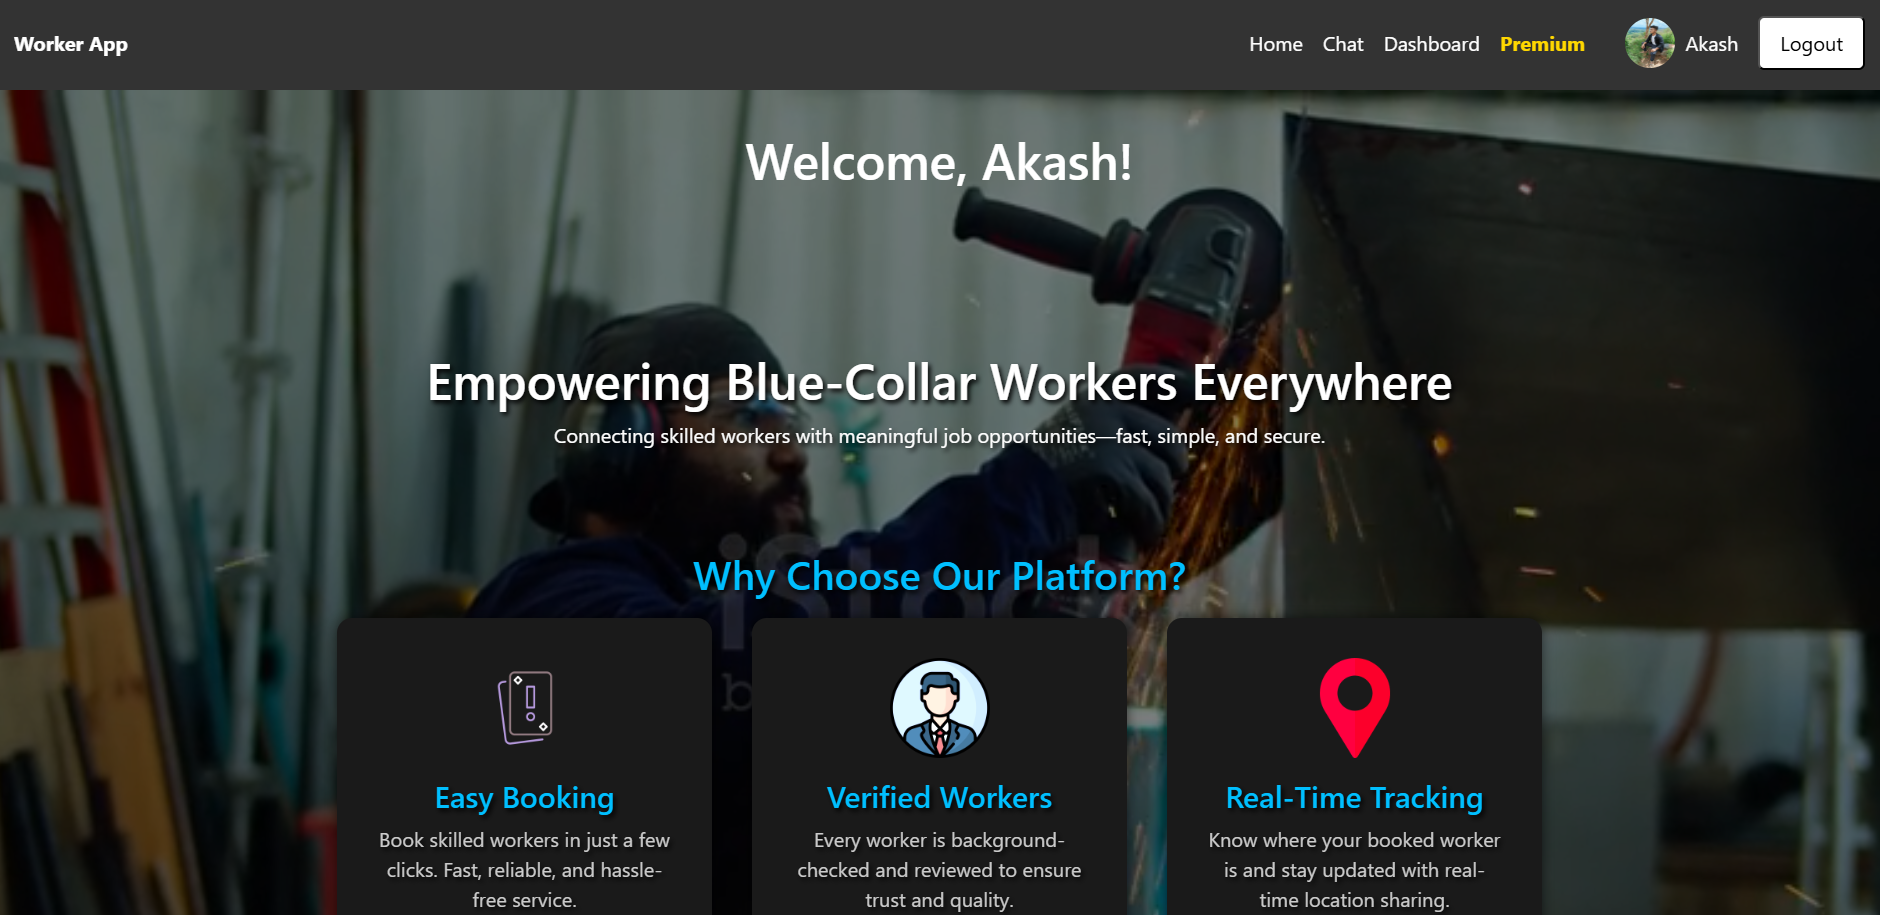 Worker App
Home Chat Dashboard Premium Akash Logout
Welcome, Akash!
Empowering Blue-Collar Workers Everywhere
Connecting skilled workers with meaningful job opportunities—fast, simple, and secure.
iStock
Why Choose Our Platform?
Easy Booking
Book skilled workers in just a few
clicks. Fast, reliable, and hassle-
free service.
Verified Workers
Every worker is background-
checked and reviewed to ensure
trust and quality.
Real-Time Tracking
Know where your booked worker
is and stay updated with real-
time location sharing.